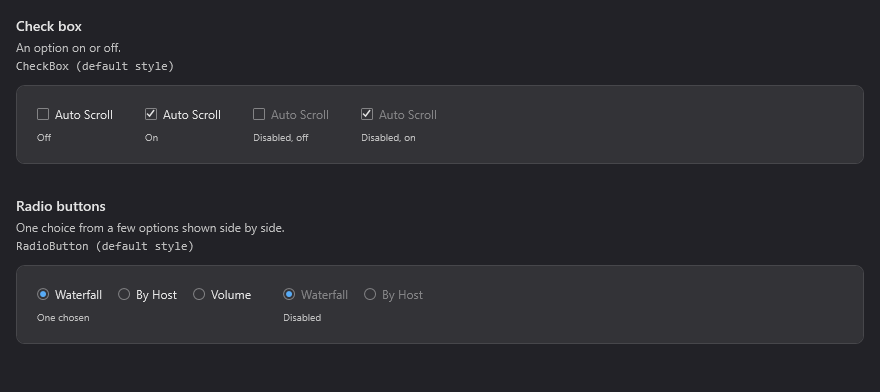 Check box
An option on or off.
CheckBox (default style)
Auto Scroll Auto Scroll Auto Scroll Auto Scroll
Off On Disabled, off Disabled, on
Radio buttons
One choice from a few options shown side by side.
RadioButton (default style)
Waterfall By Host Volume Waterfall By Host
One chosen Disabled